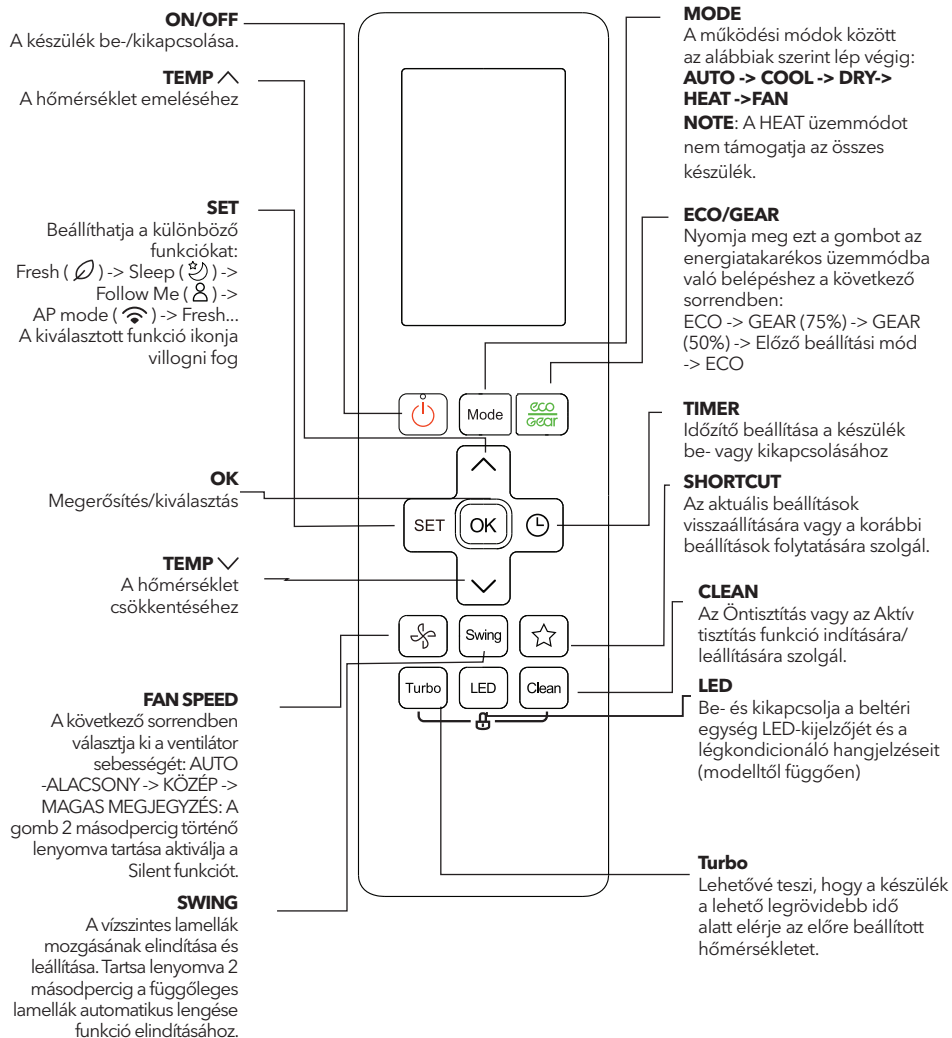 ON/OFF
A készülék be-/kikapcsolása.
TEMP
A hőmérséklet emeléséhez
SET
Beállíthatja a különböző
funkciókat:
Fresh ( ) -> Sleep ( ) ->
Follow Me ( ) ->
AP mode ( ) -> Fresh...
A kiválasztott funkció ikonja
villogni fog
OK
Megerősítés/kiválasztás
TEMP
A hőmérséklet
csökkentéséhez
FAN SPEED
A következő sorrendben
választja ki a ventilátor
sebességét: AUTO
-ALACSONY -> KÖZÉP ->
MAGAS MEGJEGYZÉS: A
gomb 2 másodpercig történő
lenyomva tartása aktiválja a
Silent funkciót.
SWING
A vízszintes lamellák
mozgásának elindítása és
leállítása. Tartsa lenyomva 2
másodpercig a függőleges
lamellák automatikus lengése
funkció elindításához.
Mode
eco
Gear
SET
OK
Swing
Turbo
LED
Clean
MODE
A működési módok között
az alábbiak szerint lép végig:
AUTO -> COOL -> DRY->
HEAT ->FAN
NOTE: A HEAT üzemmódot
nem támogatja az összes
készülék.
ECO/GEAR
Nyomja meg ezt a gombot az
energiatakarékos üzemmódba
való belépéshez a következő
sorrendben:
ECO -> GEAR (75%) -> GEAR
(50%) -> Előző beállítási mód
-> ECO
TIMER
Időzítő beállítása a készülék
be- vagy kikapcsolásához
SHORTCUT
Az aktuális beállítások
visszaállítására vagy a korábbi
beállítások folytatására szolgál.
CLEAN
Az Öntisztítás vagy az Aktív
tisztítás funkció indítására/
leállítására szolgál.
LED
Be- és kikapcsolja a beltéri
egység LED-kijelzőjét és a
légkondicionáló hangjelzéseit
(modelltől függően)
Turbo
Lehetővé teszi, hogy a készülék
a lehető legrövidebb idő
alatt elérje az előre beállított
hőmérsékletet.